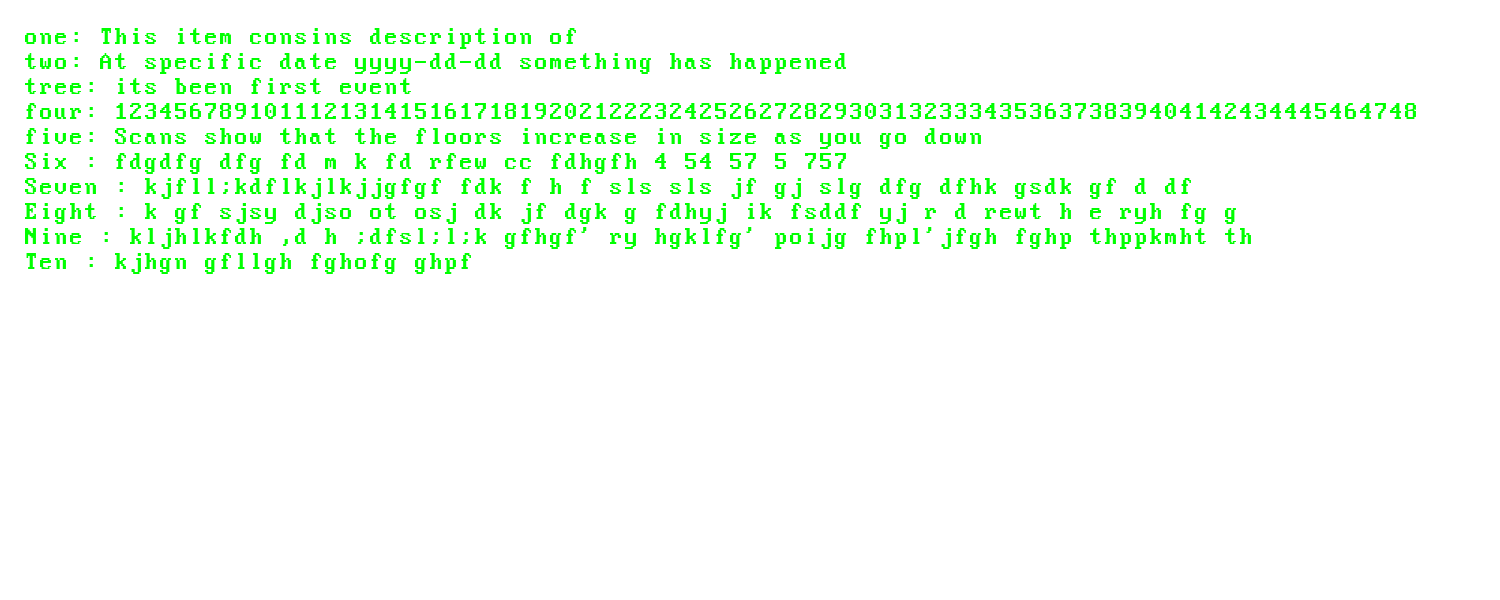 one: This item consins description of
two: At specific date yyyy-dd-dd something has happened
tree: its been first event
four: 123456789101112131415161718192021222324252627282930313233343536373839404142434445464748
five: Scans show that the floors increase in size as you go down
Six : fdgdfg dfg fd m k fd rfew cc fdhgfh 4 54 57 5 757
Seven : kjfll;kdflkjlkjjgfgf fdk f h f sls sls jf gj slg dfg dfhk gsdk gf d df
Eight : k gf sjsy djso ot osj dk jf dgk g fdhyj ik fsddf yj r d rewt h e ryh fg g
Nine : kljhlkfdh ,d h ;dfsl;l;k gfhgf' ry hgklfg' poijg fhpl'jfgh fghp thppkmht th
Ten : kjhgn gfllgh fghofg ghpf